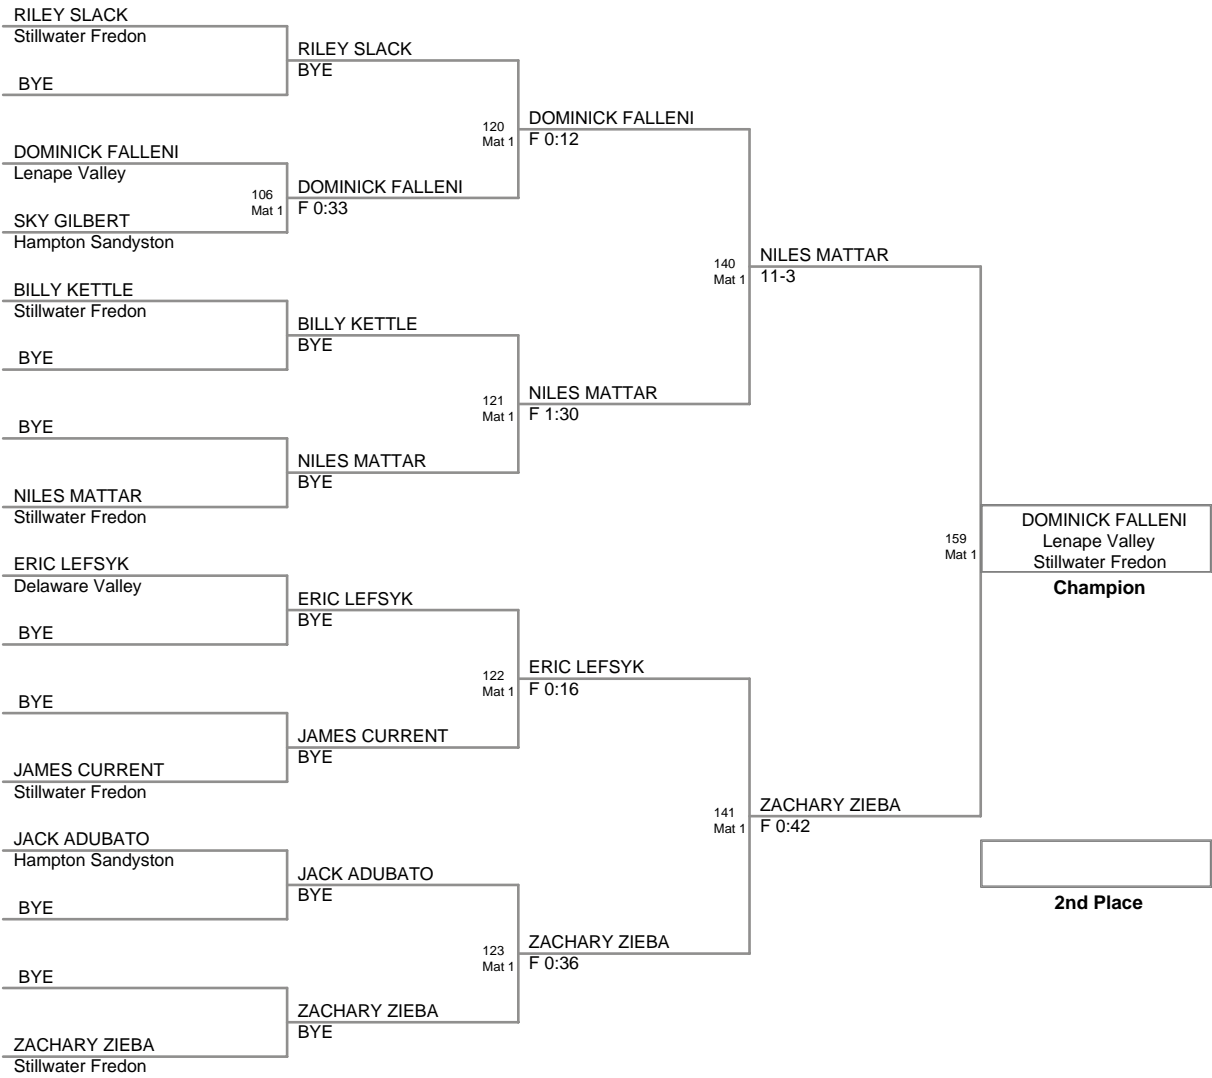 RILEY SLACK
Stillwater Fredon
RILEY SLACK
BYE
BYE
DOMINICK FALLENI
F 0:12
120
Mat 1
DOMINICK FALLENI
Lenape Valley
DOMINICK FALLENI
F 0:33
106
Mat 1
SKY GILBERT
Hampton Sandyston
NILES MATTAR
11-3
140
Mat 1
BILLY KETTLE
Stillwater Fredon
BILLY KETTLE
BYE
BYE
NILES MATTAR
F 1:30
121
Mat 1
BYE
NILES MATTAR
BYE
NILES MATTAR
Stillwater Fredon
DOMINICK FALLENI
Lenape Valley
Stillwater Fredon
Champion
159
Mat 1
ERIC LEFSYK
Delaware Valley
ERIC LEFSYK
BYE
BYE
ERIC LEFSYK
F 0:16
122
Mat 1
BYE
JAMES CURRENT
BYE
JAMES CURRENT
Stillwater Fredon
ZACHARY ZIEBA
F 0:42
141
Mat 1
JACK ADUBATO
Hampton Sandyston
JACK ADUBATO
BYE
BYE
2nd Place
ZACHARY ZIEBA
F 0:36
123
Mat 1
BYE
ZACHARY ZIEBA
BYE
ZACHARY ZIEBA
Stillwater Fredon